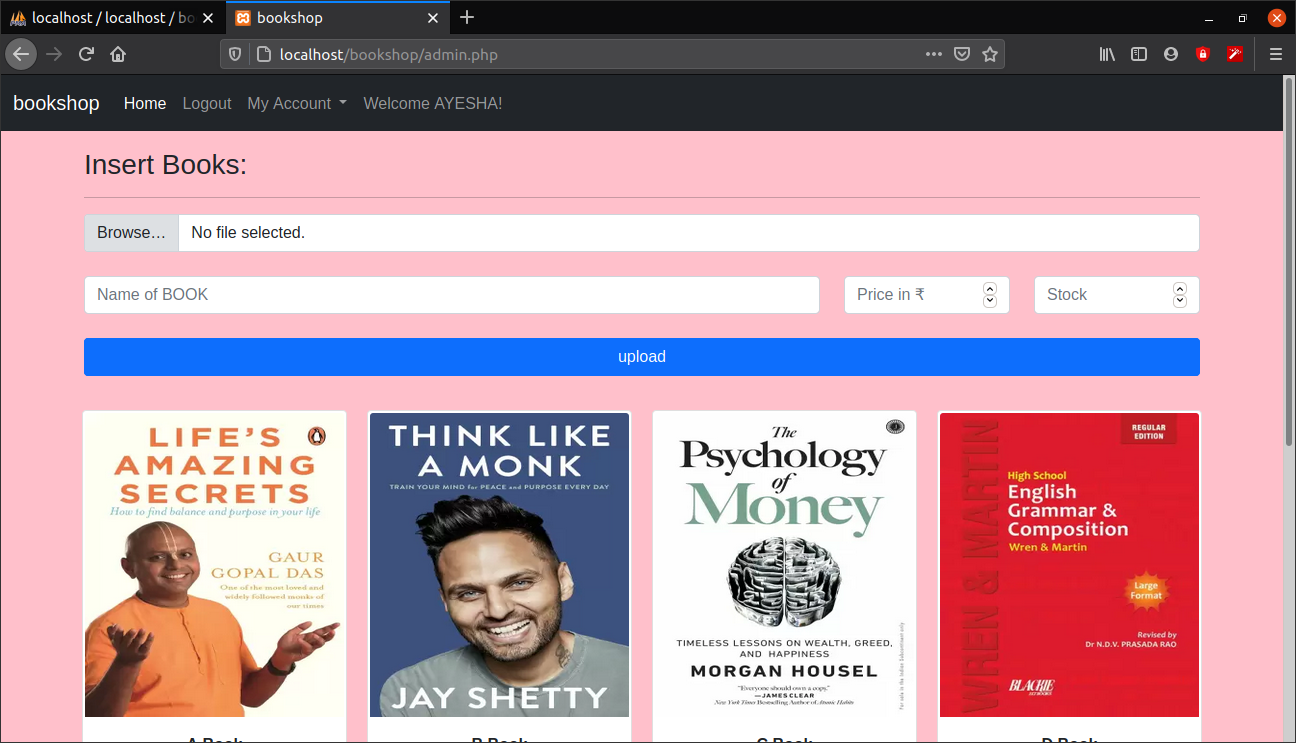 localhost / localhost / bo
bookshop
localhost/bookshop/admin.php
bookshop Home Logout My Account Welcome AYESHA!
Insert Books:
Browse... No file selected.
Name of BOOK Price in ₹ Stock
upload
LIFE'S
AMAZING
SECRETS
How to find balance and purpose in your life
GAUR
GOPAL DAS
One of the most loved and
widely followed monks of
our times
THINK LIKE
A MONK
TRAIN YOUR MIND for PEACE and PURPOSE EVERY DAY
JAY SHETTY
The
Psychology
of
Money
TIMELESS LESSONS ON WEALTH, GREED,
AND HAPPINESS
MORGAN HOUSEL
"Everyone should own a copy."
—JAMES CLEAR
New York Times Bestselling Author of Atomic Habits
For sale in the Indian Subcontinent only
REGULAR
EDITION
WREN & MARTIN
High School
English
Grammar &
Composition
Wren & Martin
Large
Format
Revised by
Dr N.D.V. PRASADA RAO
BLACKIE
A Book B Book C Book D Book